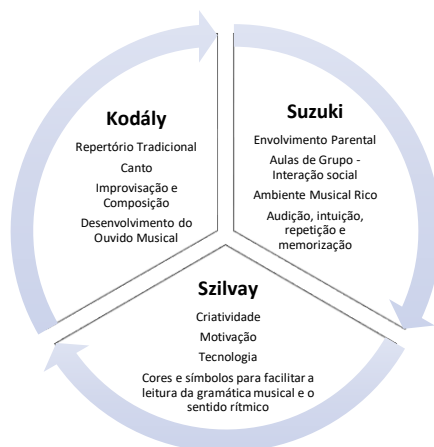 Kodály
Repertório Tradicional
Canto
Improvisação e
Composição
Desenvolvimento do
Ouvido Musical
Suzuki
Envolvimento Parental
Aulas de Grupo -
Interação social
Ambiente Musical Rico
Audição, intuição,
repetição e
memorização
Szilvay
Criatividade
Motivação
Tecnologia
Cores e símbolos para facilitar a
leitura da gramática musical e o
sentido rítmico